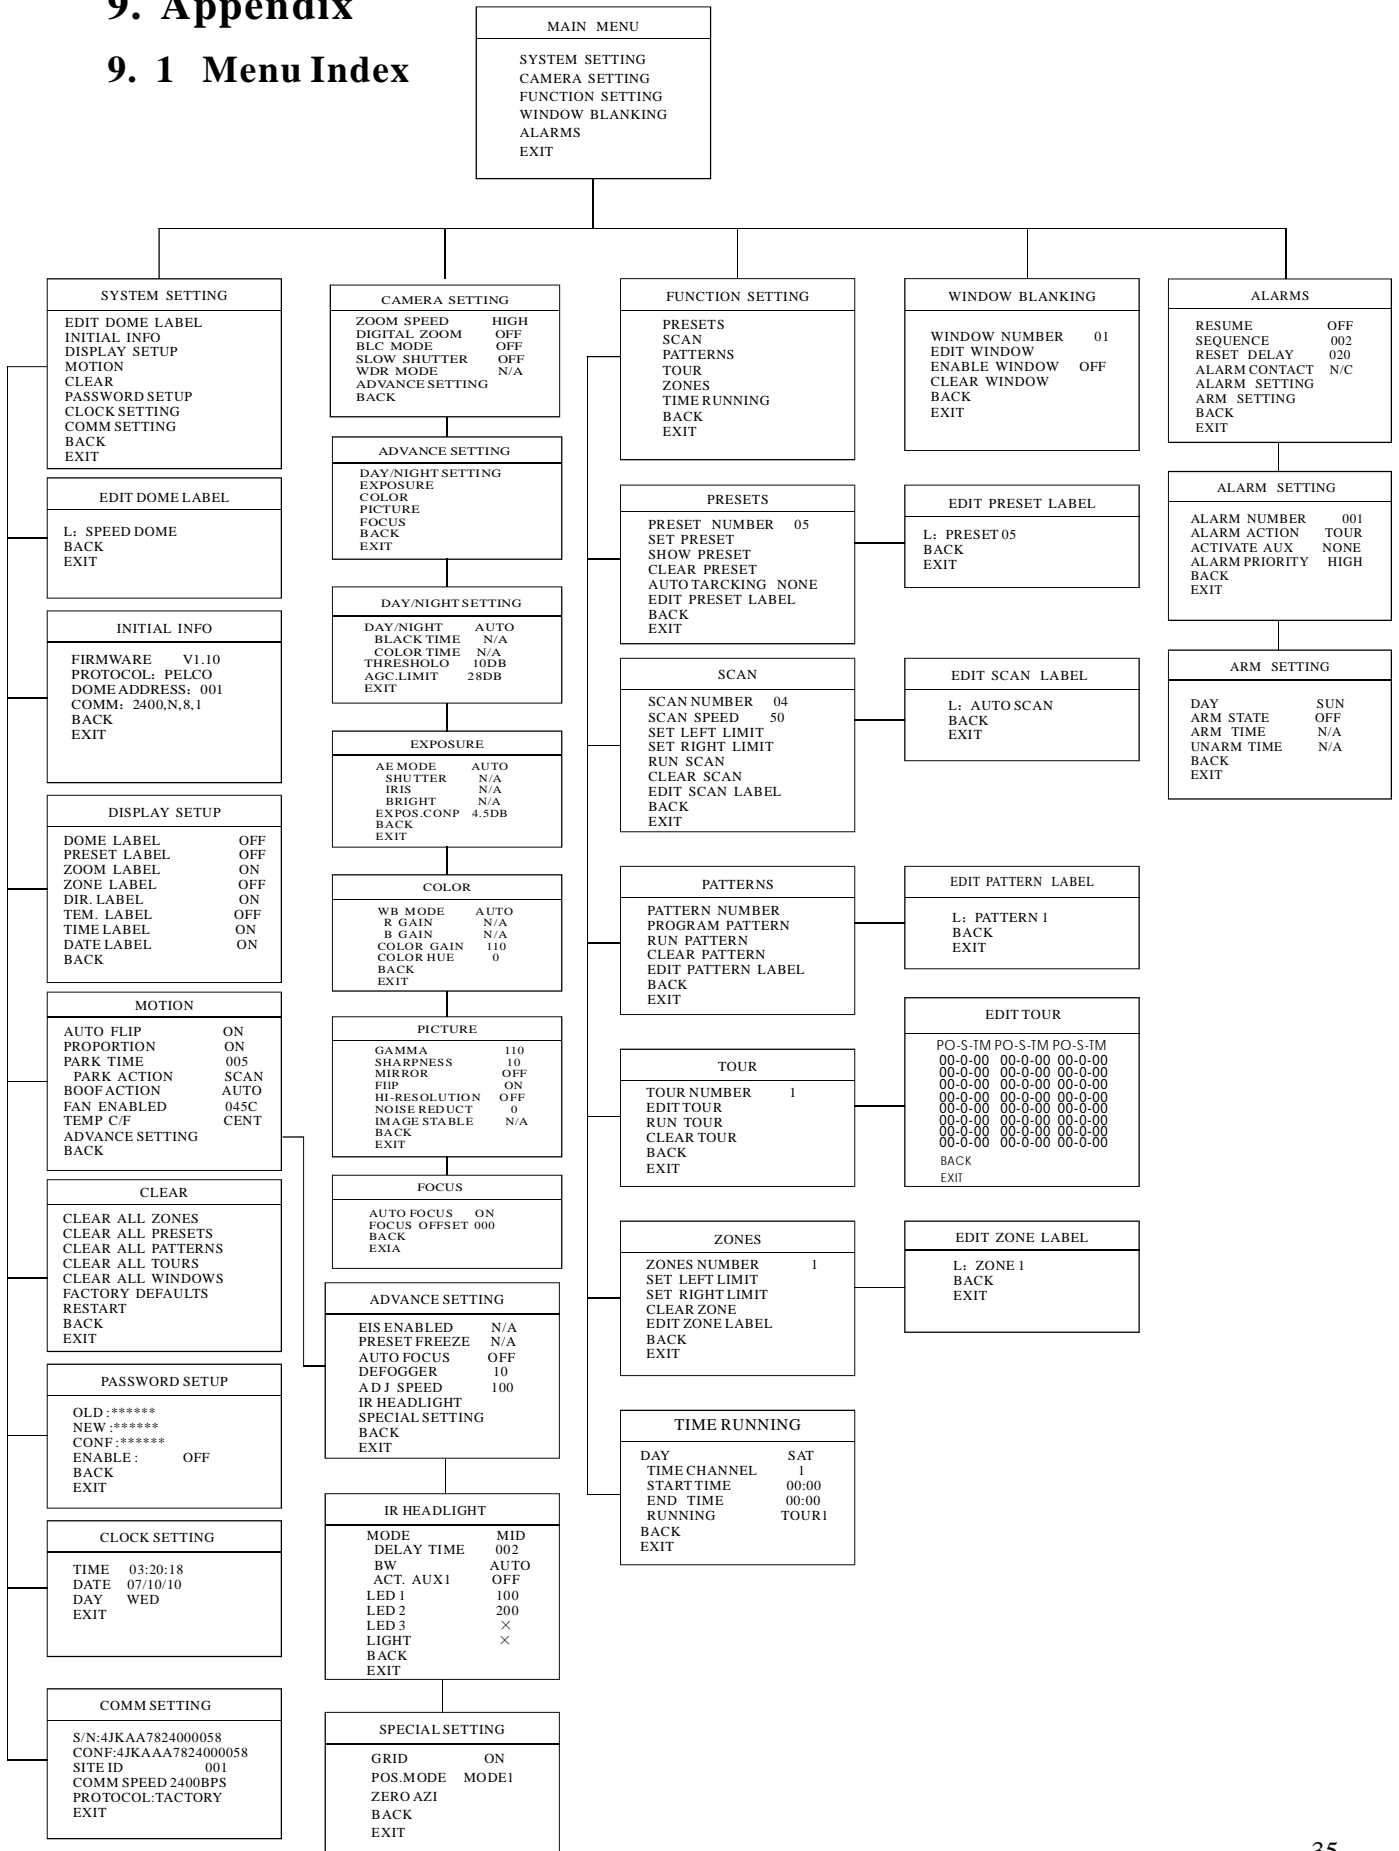 9. Appendix
9. 1 Menu Index
MAIN MENU
SYSTEM SETTING
CAMERA SETTING
FUNCTION SETTING
WINDOW BLANKING
ALARMS
EXIT
SYSTEM SETTING
EDIT DOME LABEL
INITIAL INFO
DISPLAY SETUP
MOTION
CLEAR
PASSWORD SETUP
CLOCK SETTING
COMM SETTING
BACK
EXIT
EDIT DOME LABEL
L: SPEED DOME
BACK
EXIT
INITIAL INFO
FIRMWARE V1.10
PROTOCOL: PELCO
DOME ADDRESS: 001
COMM: 2400,N,8,1
BACK
EXIT
DISPLAY SETUP
DOME LABEL OFF
PRESET LABEL OFF
ZOOM LABEL ON
ZONE LABEL OFF
DIR. LABEL ON
TEM. LABEL OFF
TIME LABEL ON
DATE LABEL ON
BACK
MOTION
AUTO FLIP ON
PROPORTION ON
PARK TIME 005
PARK ACTION SCAN
BOOF ACTION AUTO
FAN ENABLED 045C
TEMP C/F CENT
ADVANCE SETTING
BACK
CLEAR
CLEAR ALL ZONES
CLEAR ALL PRESETS
CLEAR ALL PATTERNS
CLEAR ALL TOURS
CLEAR ALL WINDOWS
FACTORY DEFAULTS
RESTART
BACK
EXIT
PASSWORD SETUP
OLD :******
NEW :******
CONF :******
ENABLE : OFF
BACK
EXIT
CLOCK SETTING
TIME 03:20:18
DATE 07/10/10
DAY WED
EXIT
COMM SETTING
S/N:4JKAA7824000058
CONF:4JKAAA7824000058
SITE ID 001
COMM SPEED 2400BPS
PROTOCOL:TACTORY
EXIT
CAMERA SETTING
ZOOM SPEED HIGH
DIGITAL ZOOM OFF
BLC MODE OFF
SLOW SHUTTER OFF
WDR MODE N/A
ADVANCE SETTING
BACK
ADVANCE SETTING
DAY/NIGHT SETTING
EXPOSURE
COLOR
PICTURE
FOCUS
BACK
EXIT
DAY/NIGHT SETTING
DAY/NIGHT AUTO
BLACK TIME N/A
COLOR TIME N/A
THRESHOLO 10DB
AGC.LIMIT 28DB
EXIT
EXPOSURE
AE MODE AUTO
SHUTTER N/A
IRIS N/A
BRIGHT N/A
EXPOS.CONP 4.5DB
BACK
EXIT
COLOR
WB MODE AUTO
R GAIN N/A
B GAIN N/A
COLOR GAIN 110
COLOR HUE 0
BACK
EXIT
PICTURE
GAMMA 110
SHARPNESS 10
MIRROR OFF
FIIP ON
HI-RESOLUTION OFF
NOISE REDUCT 0
IMAGE STABLE N/A
BACK
EXIT
FOCUS
AUTO FOCUS ON
FOCUS OFFSET 000
BACK
EXIA
ADVANCE SETTING
EIS ENABLED N/A
PRESET FREEZE N/A
AUTO FOCUS OFF
DEFOGGER 10
ADJ SPEED 100
IR HEADLIGHT
SPECIAL SETTING
BACK
EXIT
IR HEADLIGHT
MODE MID
DELAY TIME 002
BW AUTO
ACT. AUX1 OFF
LED 1 100
LED 2 200
LED 3 ×
LIGHT ×
BACK
EXIT
SPECIAL SETTING
GRID ON
POS.MODE MODE1
ZERO AZI
BACK
EXIT
FUNCTION SETTING
PRESETS
SCAN
PATTERNS
TOUR
ZONES
TIME RUNNING
BACK
EXIT
PRESETS
PRESET NUMBER 05
SET PRESET
SHOW PRESET
CLEAR PRESET
AUTO TARCKING NONE
EDIT PRESET LABEL
BACK
EXIT
SCAN
SCAN NUMBER 04
SCAN SPEED 50
SET LEFT LIMIT
SET RIGHT LIMIT
RUN SCAN
CLEAR SCAN
EDIT SCAN LABEL
BACK
EXIT
PATTERNS
PATTERN NUMBER
PROGRAM PATTERN
RUN PATTERN
CLEAR PATTERN
EDIT PATTERN LABEL
BACK
EXIT
TOUR
TOUR NUMBER 1
EDIT TOUR
RUN TOUR
CLEAR TOUR
BACK
EXIT
ZONES
ZONES NUMBER 1
SET LEFT LIMIT
SET RIGHT LIMIT
CLEAR ZONE
EDIT ZONE LABEL
BACK
EXIT
TIME RUNNING
DAY SAT
TIME CHANNEL 1
START TIME 00:00
END TIME 00:00
RUNNING TOUR1
BACK
EXIT
WINDOW BLANKING
WINDOW NUMBER 01
EDIT WINDOW
ENABLE WINDOW OFF
CLEAR WINDOW
BACK
EXIT
EDIT PRESET LABEL
L: PRESET 05
BACK
EXIT
EDIT SCAN LABEL
L: AUTO SCAN
BACK
EXIT
EDIT PATTERN LABEL
L: PATTERN 1
BACK
EXIT
EDIT TOUR
PO-S-TM PO-S-TM PO-S-TM
00-0-00 00-0-00 00-0-00
00-0-00 00-0-00 00-0-00
00-0-00 00-0-00 00-0-00
00-0-00 00-0-00 00-0-00
00-0-00 00-0-00 00-0-00
00-0-00 00-0-00 00-0-00
00-0-00 00-0-00 00-0-00
00-0-00 00-0-00 00-0-00
BACK
EXIT
EDIT ZONE LABEL
L: ZONE 1
BACK
EXIT
ALARMS
RESUME OFF
SEQUENCE 002
RESET DELAY 020
ALARM CONTACT N/C
ALARM SETTING
ARM SETTING
BACK
EXIT
ALARM SETTING
ALARM NUMBER 001
ALARM ACTION TOUR
ACTIVATE AUX NONE
ALARM PRIORITY HIGH
BACK
EXIT
ARM SETTING
DAY SUN
ARM STATE OFF
ARM TIME N/A
UNARM TIME N/A
BACK
EXIT
35